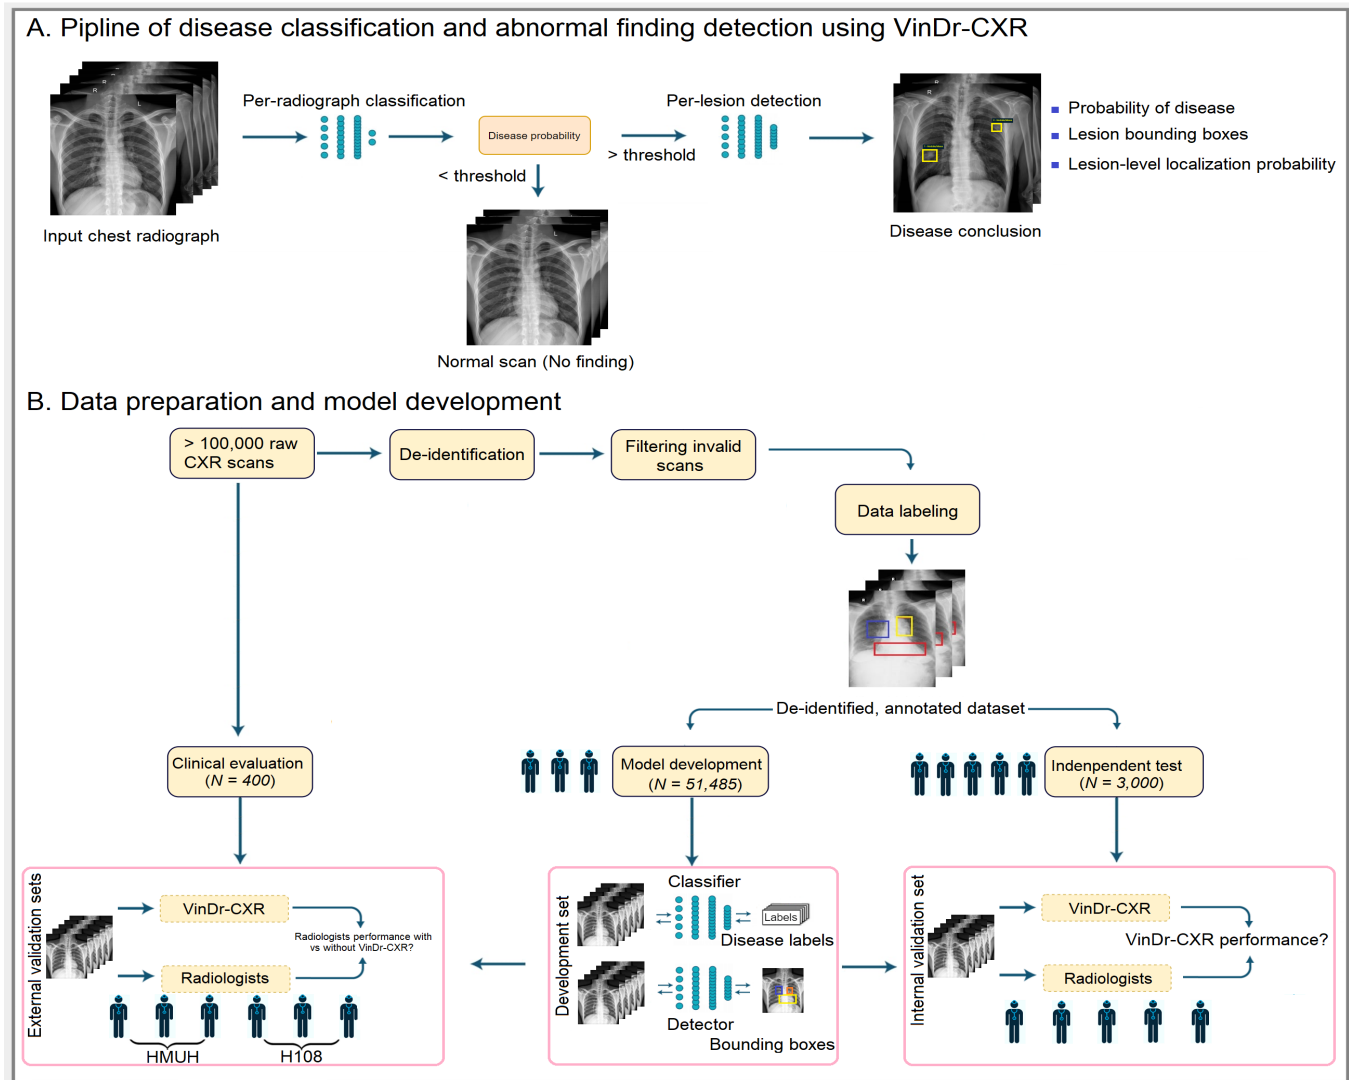 A. Pipline of disease classification and abnormal finding detection using VinDr-CXR
Per-radiograph classification
Disease probability
Per-lesion detection
> threshold
< threshold
Probability of disease
Lesion bounding boxes
Lesion-level localization probability
Input chest radiograph
Disease conclusion
Normal scan (No finding)
B. Data preparation and model development
> 100,000 raw
CXR scans
De-identification
Filtering invalid
scans
Data labeling
De-identified, annotated dataset
Clinical evaluation
(N = 400)
Model development
(N = 51,485)
Indenpendent test
(N = 3,000)
External validation sets
VinDr-CXR
Radiologists performance with
vs without VinDr-CXR?
Radiologists
HMUH
H108
Development set
Classifier
Labels
Disease labels
Detector
Bounding boxes
Internal validation set
VinDr-CXR
VinDr-CXR performance?
Radiologists